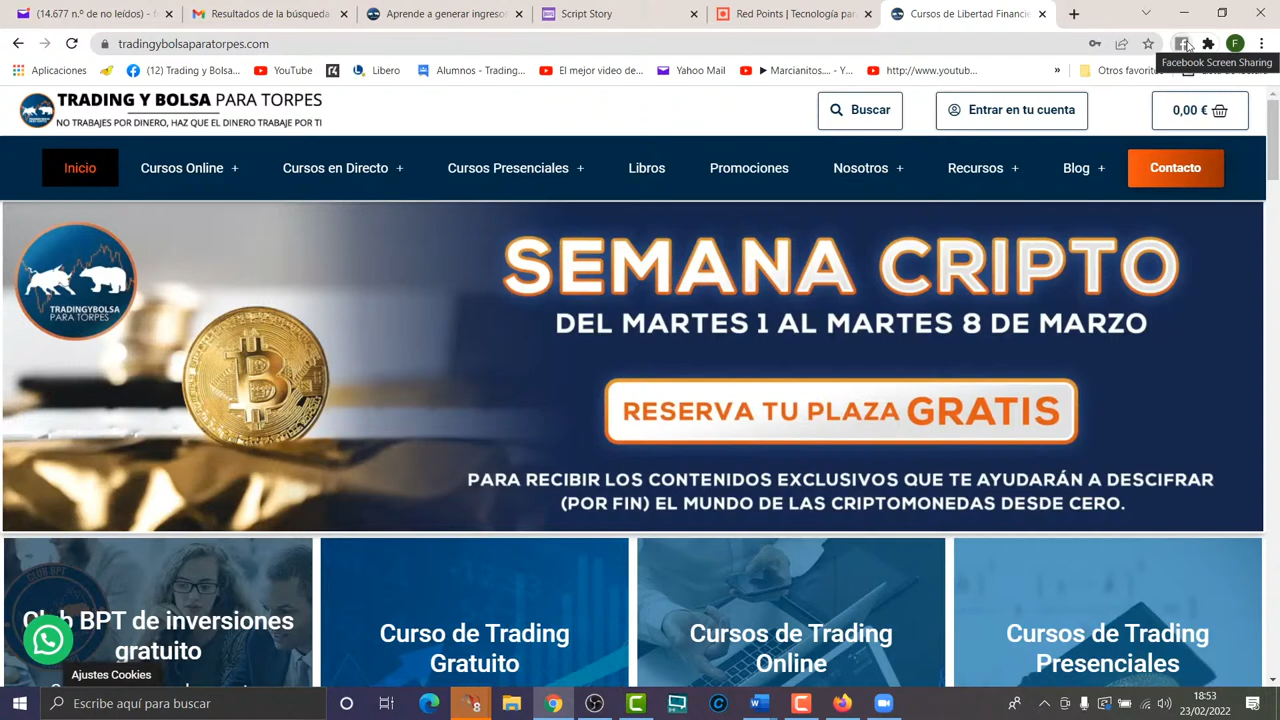 (14.677 n.º de no leídos) -
Resultados de la búsqueda
Aprende a generar ingreso
Script Story
Red Points | Tecnología par
Cursos de Libertad Financie
tradingybolsaparatorpes.com
Facebook Screen Sharing
F
Aplicaciones
(12) Trading y Bolsa...
YouTube
Libero
Alumnos - Trading...
El mejor video de...
Yahoo Mail
► Marcianitos.... - Y...
http://www.youtub...
»
Otros favoritos
TRADING Y BOLSA PARA TORPES
NO TRABAJES POR DINERO, HAZ QUE EL DINERO TRABAJE POR TI
Buscar
Entrar en tu cuenta
0,00 €
Inicio
Cursos Online +
Cursos en Directo +
Cursos Presenciales +
Libros
Promociones
Nosotros +
Recursos +
Blog +
Contacto
TRADINGYBOLSA
PARA TORPES
SEMANA CRIPTO
DEL MARTES 1 AL MARTES 8 DE MARZO
RESERVA TU PLAZA GRATIS
PARA RECIBIR LOS CONTENIDOS EXCLUSIVOS QUE TE AYUDARÁN A DESCIFRAR
(POR FIN) EL MUNDO DE LAS CRIPTOMONEDAS DESDE CERO.
Club BPT de inversiones
gratuito
Curso de Trading
Gratuito
Cursos de Trading
Online
Cursos de Trading
Presenciales
Ajustes Cookies
Escribe aquí para buscar
18:53
23/02/2022